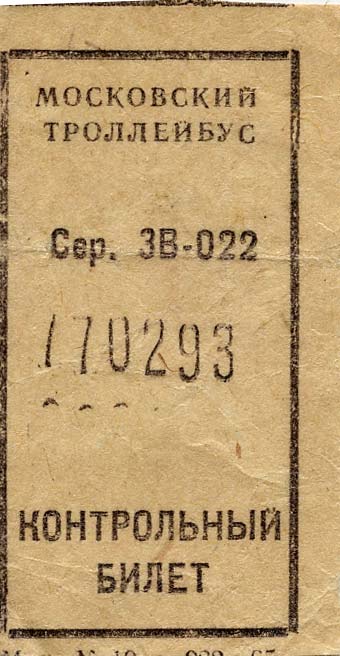 МОСКОВСКИЙ
ТРОЛЛЕЙБУС
Сер. ЗВ-022
170293
КОНТРОЛЬНЫЙ
БИЛЕТ